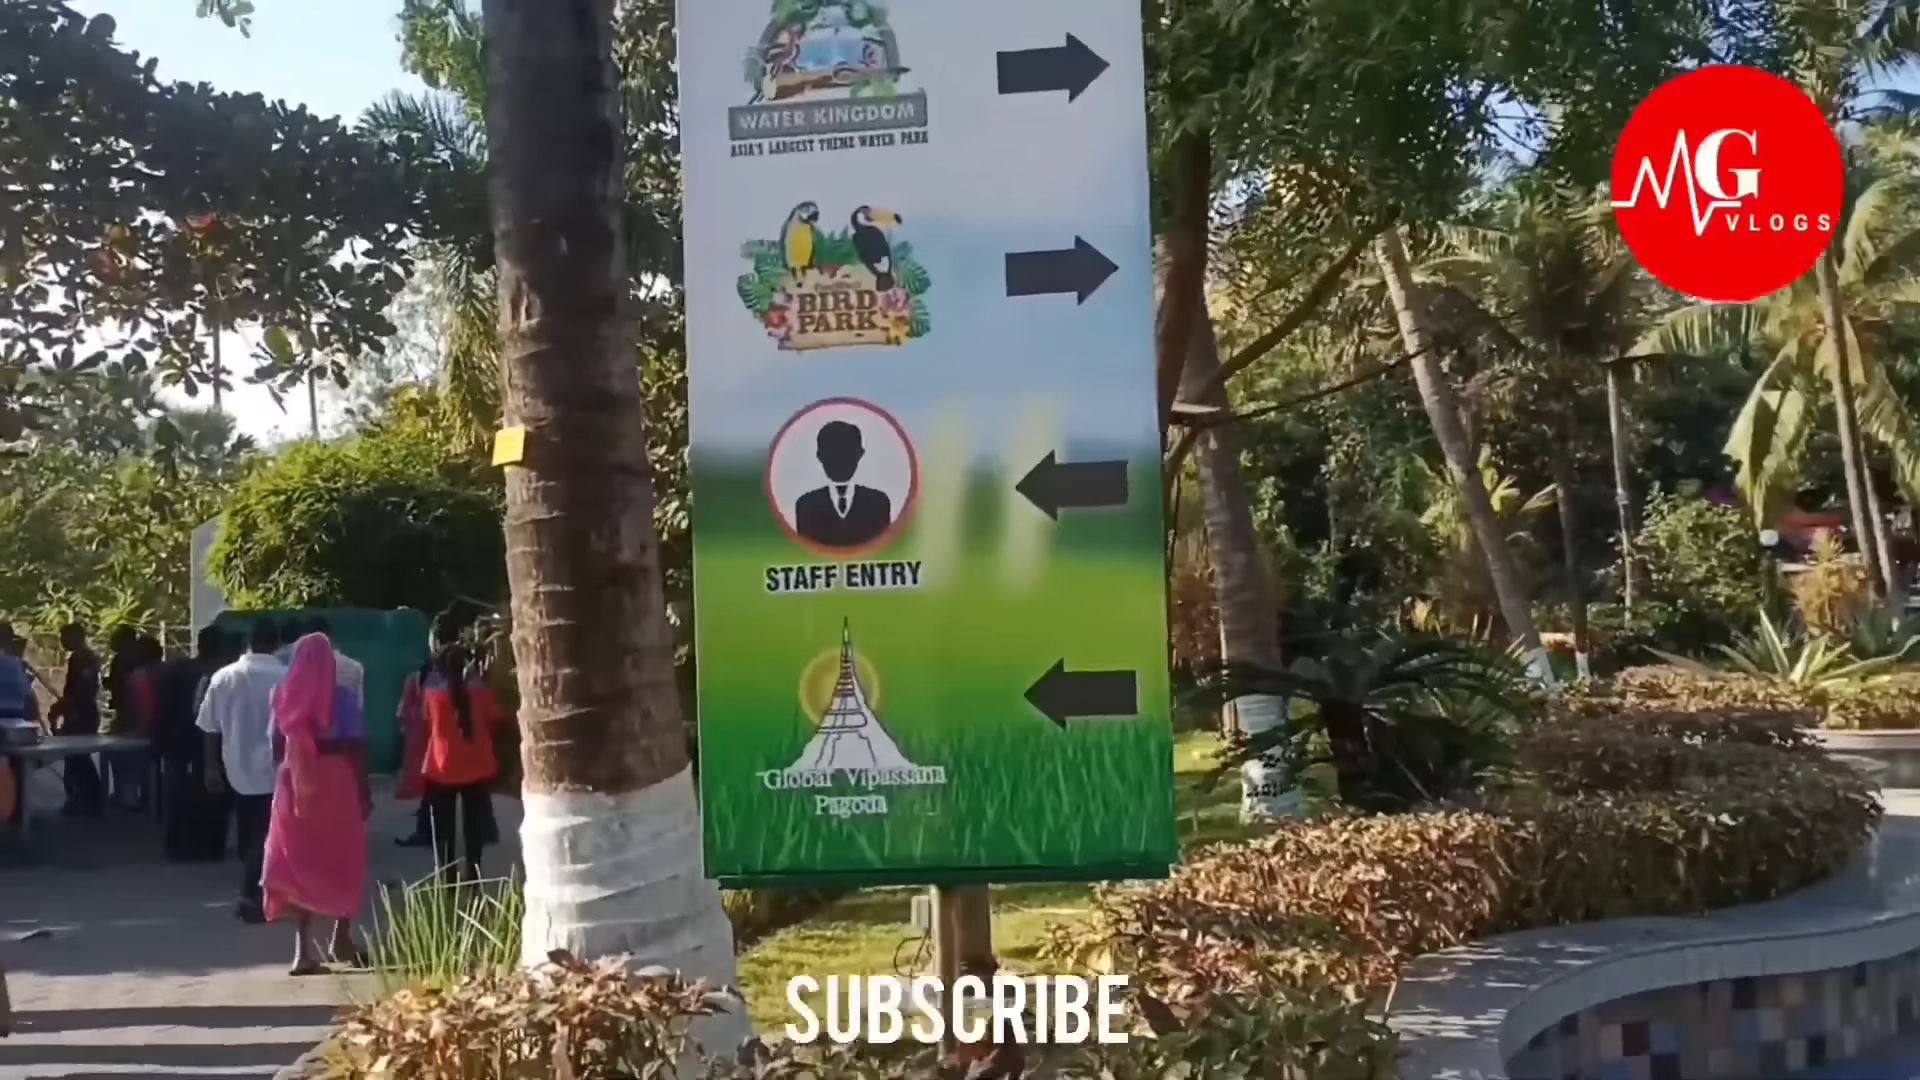 WATER KINGDOM
ASIA'S LARGEST THEME WATER PARK
BIRD
PARK
STAFF ENTRY
Global Vipassana
Pagoda
MG
VLOGS
SUBSCRIBE